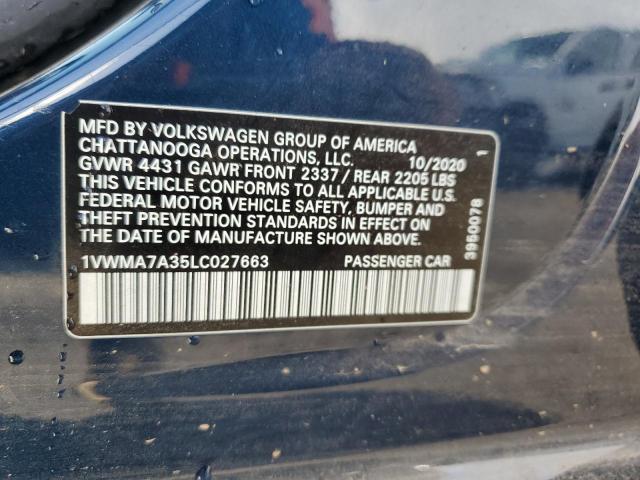 MFD BY VOLKSWAGEN GROUP OF AMERICA
CHATTANOOGA OPERATIONS, LLC. 10/2020 1
GVWR 4431 GAWR FRONT 2337 / REAR 2205 LBS
THIS VEHICLE CONFORMS TO ALL APPLICABLE U.S.
FEDERAL MOTOR VEHICLE SAFETY, BUMPER AND
THEFT PREVENTION STANDARDS IN EFFECT ON
THE DATE OF MANUFACTURE SHOWN ABOVE.
1VWMA7A35LC027663 PASSENGER CAR
3950078